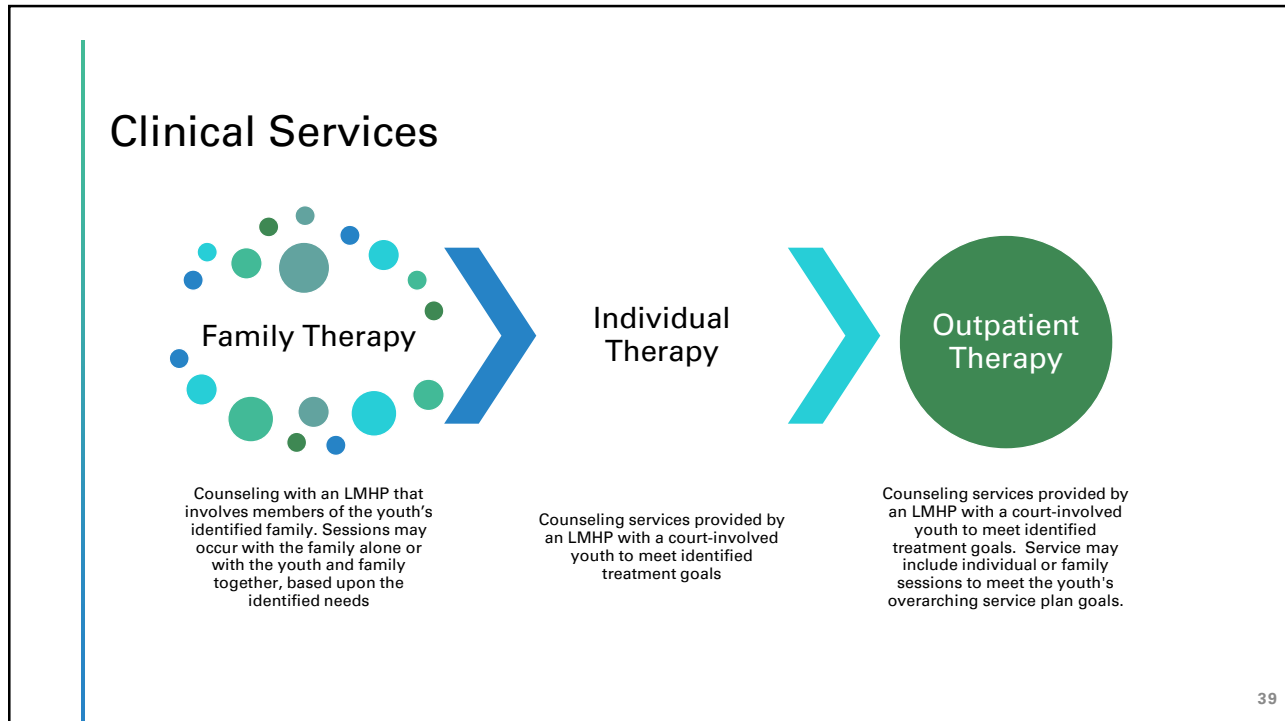 Clinical Services
Family Therapy
Individual
Therapy
Outpatient
Therapy
Counseling with an LMHP that
involves members of the youth’s
identified family. Sessions may
occur with the family alone or
with the youth and family
together, based upon the
identified needs
Counseling services provided by
an LMHP with a court-involved
youth to meet identified
treatment goals
Counseling services provided by
an LMHP with a court-involved
youth to meet identified
treatment goals.  Service may
include individual or family
sessions to meet the youth's
overarching service plan goals.
39